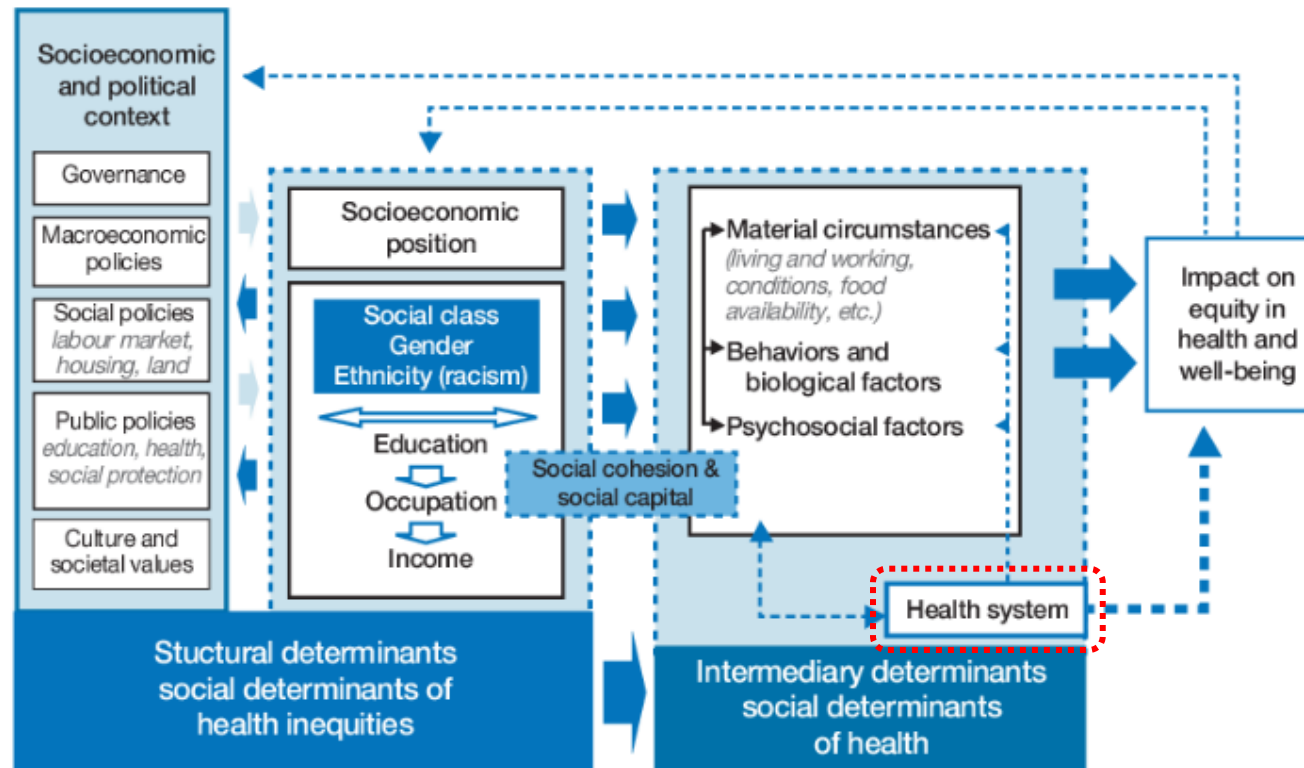 Socioeconomic
and political
context
Governance
Macroeconomic
policies
Social policies
labour market,
housing, land
Public policies
education, health,
social protection
Culture and
societal values
Socioeconomic
position
Social class
Gender
Ethnicity (racism)
Education
Occupation
Income
Social cohesion &
social capital
Material circumstances
(living and working,
conditions, food
availability, etc.)
Behaviors and
biological factors
Psychosocial factors
Health system
Impact on
equity in
health and
well-being
Stuctural determinants
social determinants of
health inequities
Intermediary determinants
social determinants
of health